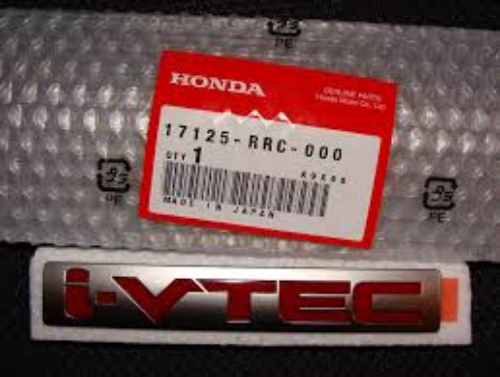 PE
HONDA
GENUINE PARTS
Honda Motor Co., Ltd.
17125-RRC-000
QTY 1
MADE IN JAPAN
PE
PE
i-VTEC